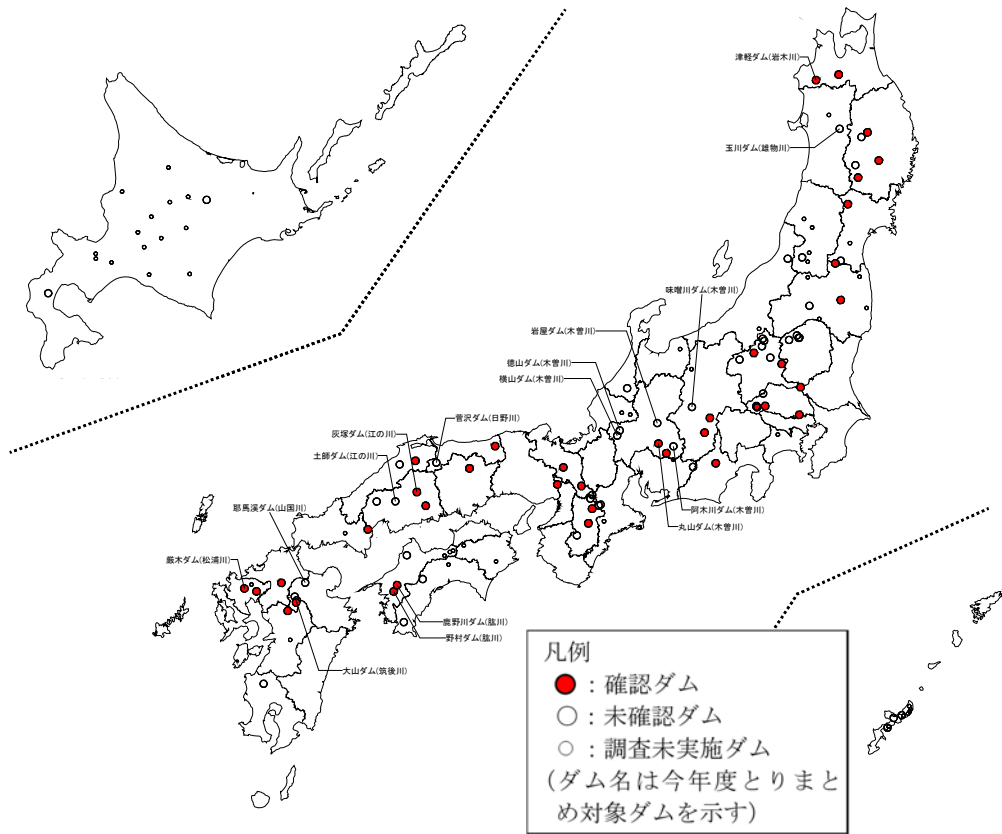 津軽ダム(岩木川)
玉川ダム(雄物川)
味噌川ダム(木曽川)
岩屋ダム(木曽川)
徳山ダム(木曽川)
横山ダム(木曽川)
菅沢ダム(日野川)
灰塚ダム(江の川)
土師ダム(江の川)
耶馬溪ダム(山国川)
阿木川ダム(木曽川)
丸山ダム(木曽川)
厳木ダム(松浦川)
鹿野川ダム(肱川)
野村ダム(肱川)
大山ダム(筑後川)
凡例
：確認ダム
：未確認ダム
：調査未実施ダム
(ダム名は今年度とりまと
め対象ダムを示す)